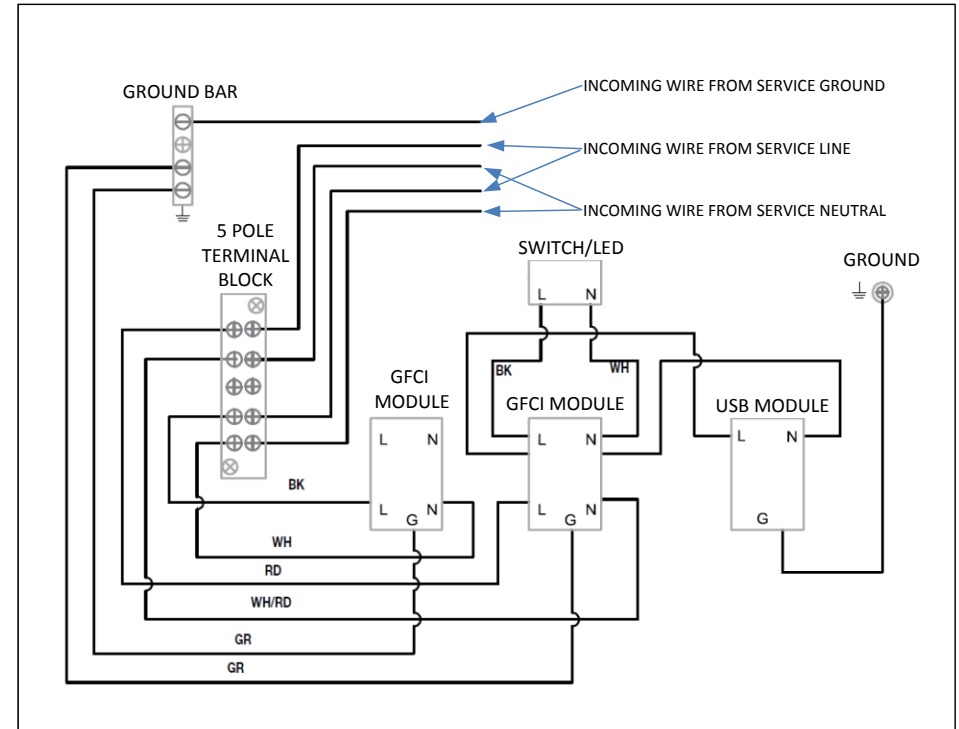 GROUND BAR
INCOMING WIRE FROM SERVICE GROUND
INCOMING WIRE FROM SERVICE LINE
INCOMING WIRE FROM SERVICE NEUTRAL
5 POLE
TERMINAL
BLOCK
SWITCH/LED
L N
GROUND
GFCI
MODULE
L N
L N
G
BK
WH
GFCI MODULE
L N
L N
G
USB MODULE
L N
G
BK
WH
RD
WH/RD
GR
GR